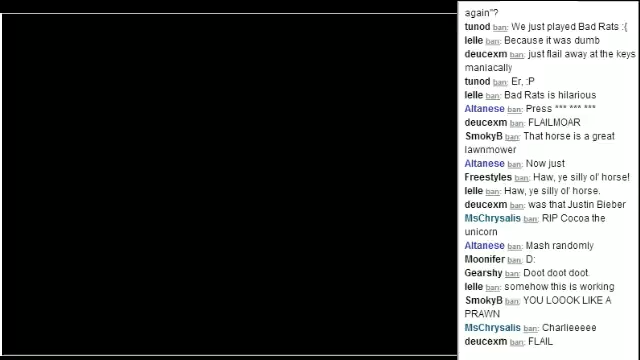 again"?
tunod ban: We just played Bad Rats :{
lelle ban: Because it was dumb
deucexm ban: just flail away at the keys
maniacally
tunod ban: Er, :P
lelle ban: Bad Rats is hilarious
Altanese ban: Press *** *** ***
deucexm ban: FLAILMOAR
SmokyB ban: That horse is a great
lawnmower
Altanese ban: Now just
Freestyles ban: Haw, ye silly ol' horse!
lelle ban: Haw, ye silly ol' horse.
deucexm ban: was that Justin Bieber
MsChrysalis ban: RIP Cocoa the
unicorn
Altanese ban: Mash randomly
Moonifer ban: D:
Gearshy ban: Doot doot doot.
lelle ban: somehow this is working
SmokyB ban: YOU LOOOK LIKE A
PRAWN
MsChrysalis ban: Charlieeeee
deucexm ban: FLAIL